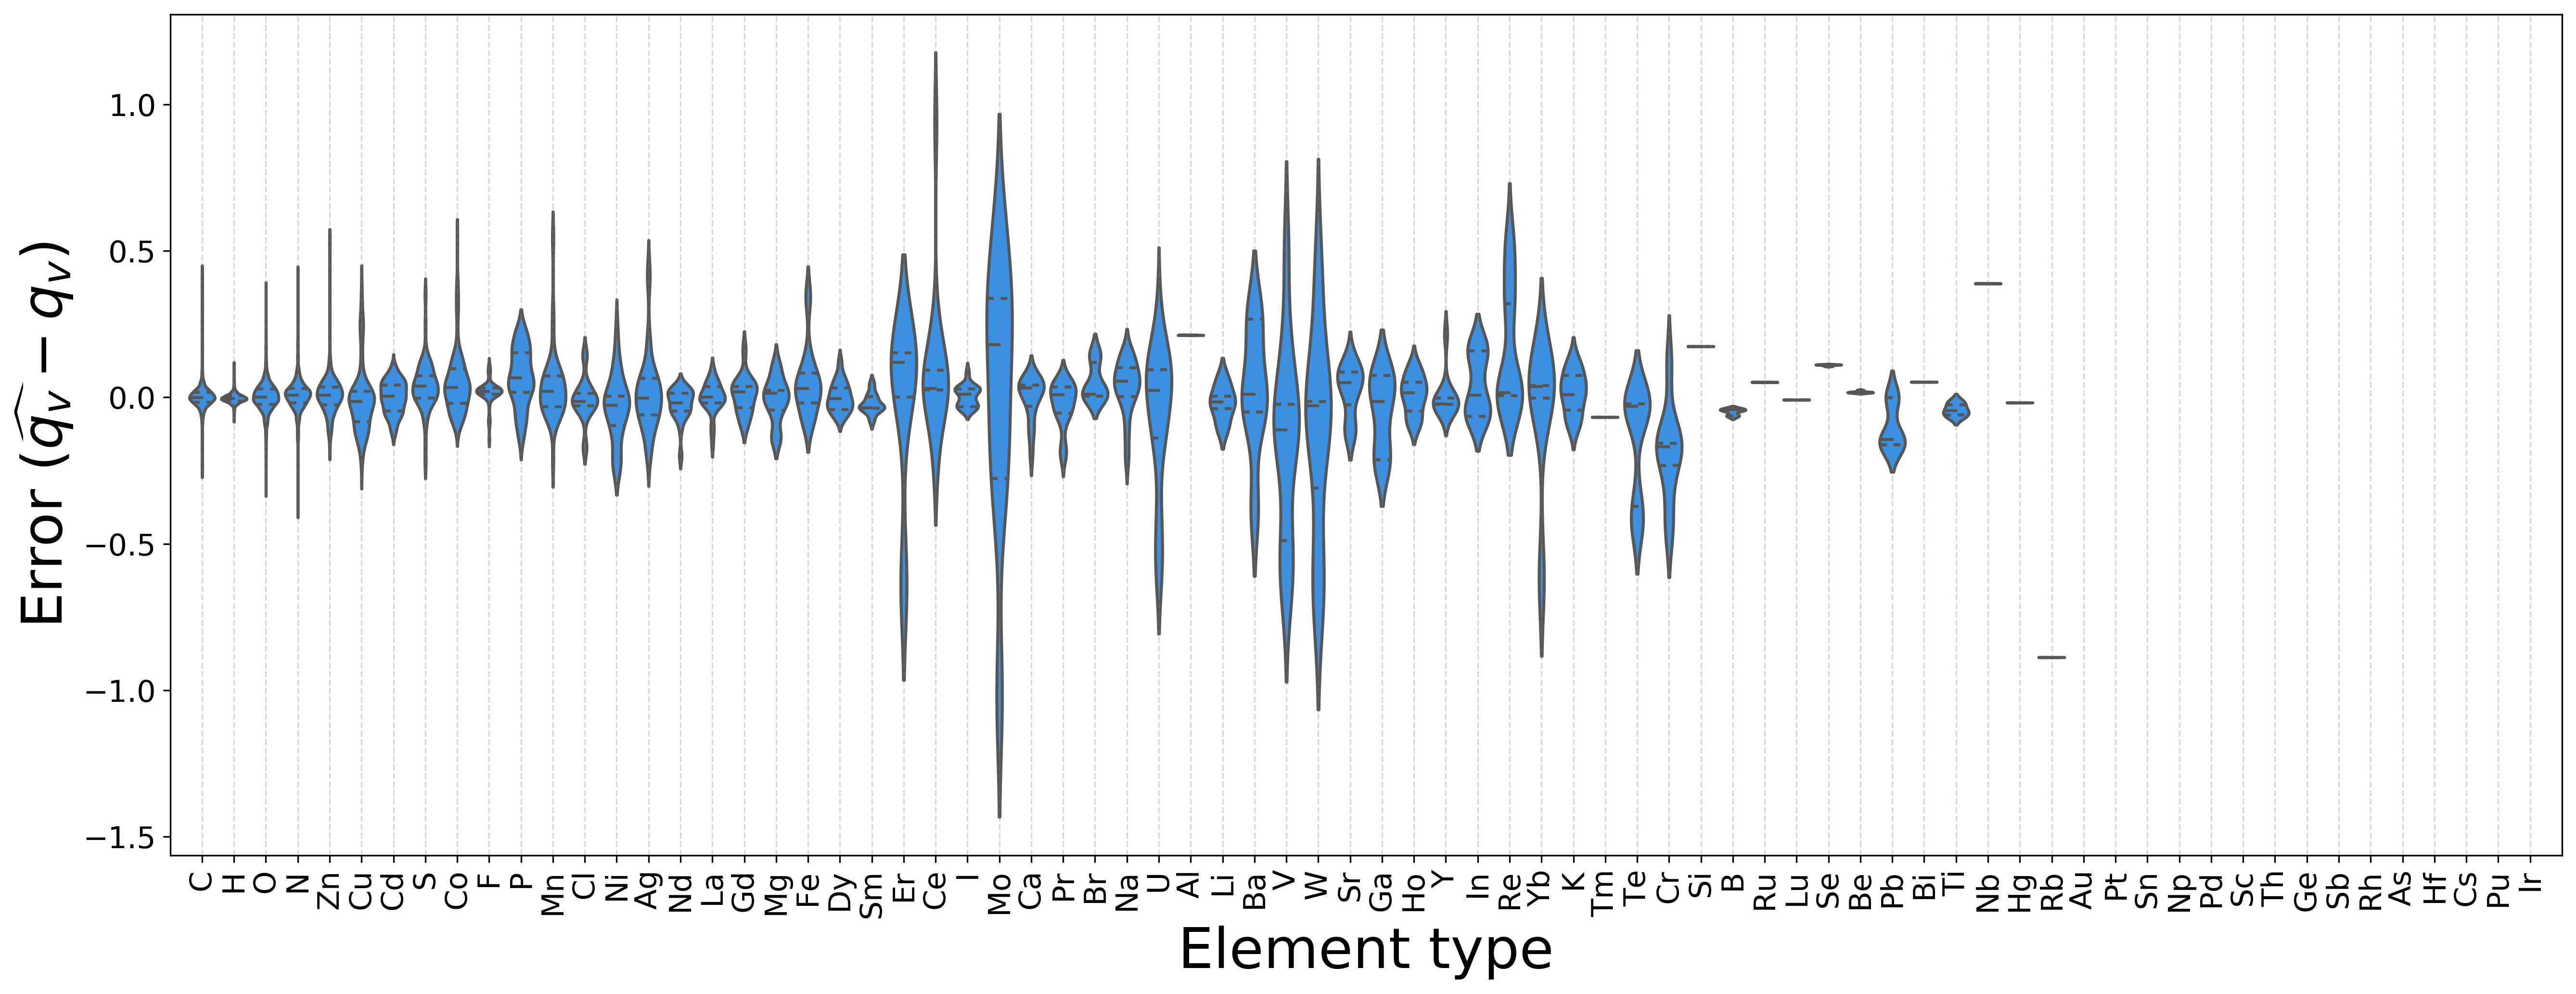 1.0
0.5
0.0
−0.5
−1.0
−1.5
Error ($\widehat{q_v} - q_v$)
C H O N Zn Cu Cd S Co F P Mn Cl Ni Ag Nd La Gd Mg Fe Dy Sm Er Ce I Mo Ca Pr Br Na U Al Li Ba V W Sr Ga Ho Y In Re Yb K Tm Te Cr Si B Ru Lu Se Be Pb Bi Ti Nb Hg Rb Au Pt Sn Np Pd Sc Th Ge Sb Rh As Hf Cs Pu Ir
Element type